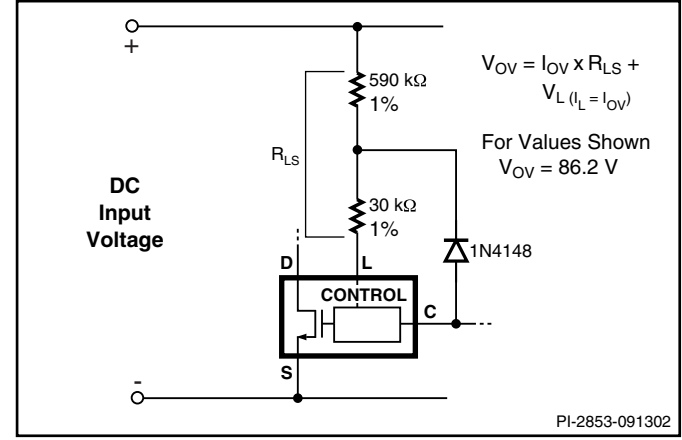 +
DC
Input
Voltage
-
R_LS
590 kΩ
1%
30 kΩ
1%
V_OV = I_OV x R_LS +
V_L (I_L = I_OV)
For Values Shown
V_OV = 86.2 V
1N4148
D
L
CONTROL
C
S
PI-2853-091302